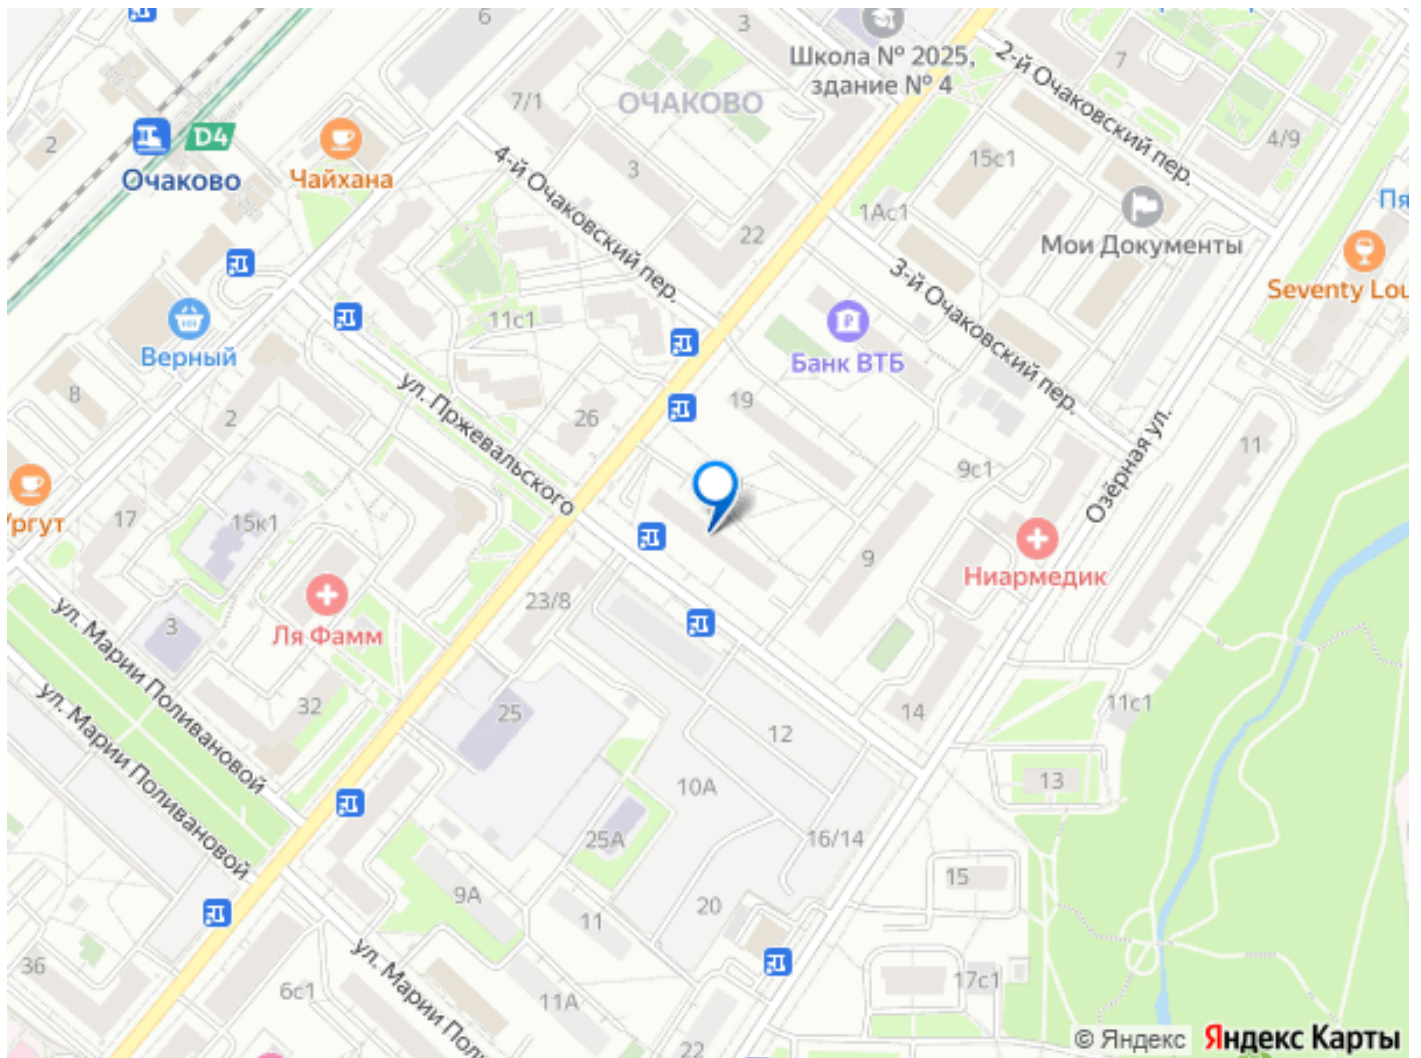 6
3
Школа № 2025,
здание № 4
2-й Очаковский пер.
7
7/1
ОЧАКОВО
4/9
2
D4
Очаково
Чайхана
4-й Очаковский пер.
3
15с1
1Ас1
Мои Документы
Пя
22
3-й Очаковский пер.
Seventy Lou
11с1
Верный
Банк ВТБ
8
ул. Пржевальского
2
26
19
Озёрная ул.
11
9с1
ургут
17
15к1
9
Ниармедик
23/8
Ля Фамм
3
ул. Марии Поливановой
ул. Марии Поливановой
32
25
14
11с1
12
13
10А
25А
16/14
9А
15
20
11
36
6с1
ул. Марии Пол
11А
17с1
22
© Яндекс Яндекс Карты